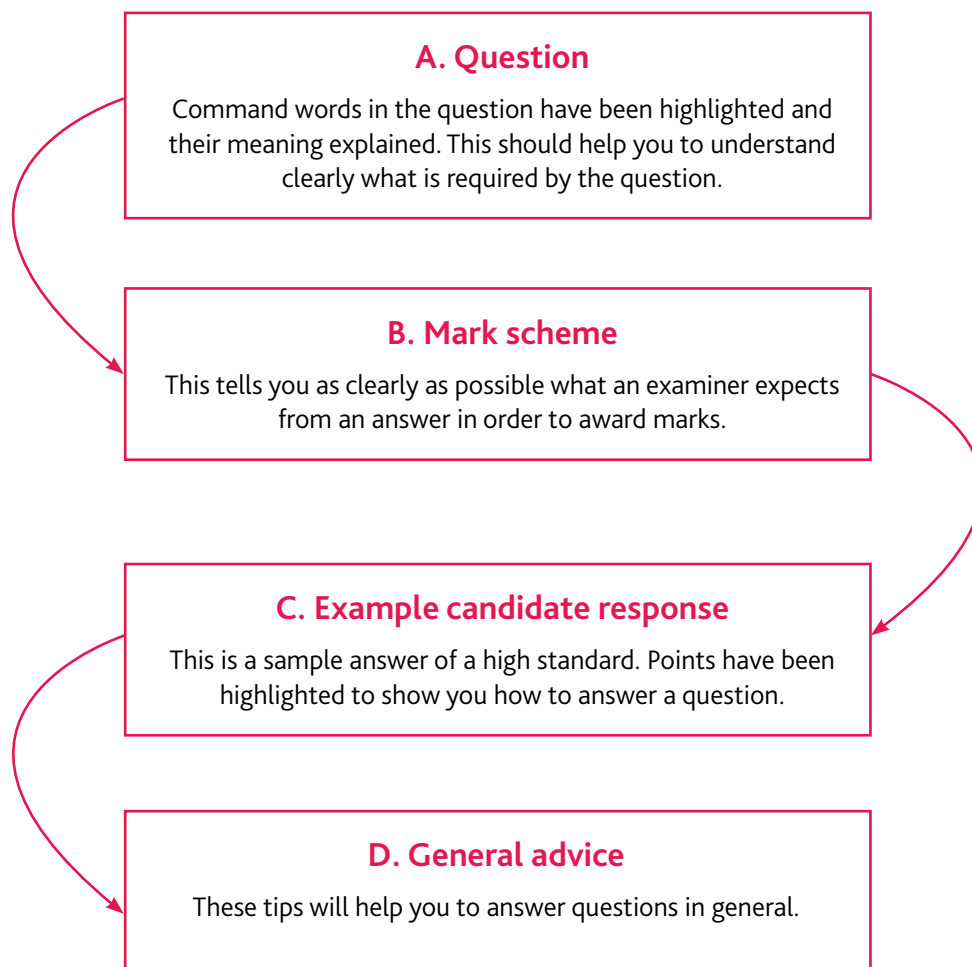 A. Question
Command words in the question have been highlighted and
their meaning explained. This should help you to understand
clearly what is required by the question.
B. Mark scheme
This tells you as clearly as possible what an examiner expects
from an answer in order to award marks.
C. Example candidate response
This is a sample answer of a high standard. Points have been
highlighted to show you how to answer a question.
D. General advice
These tips will help you to answer questions in general.